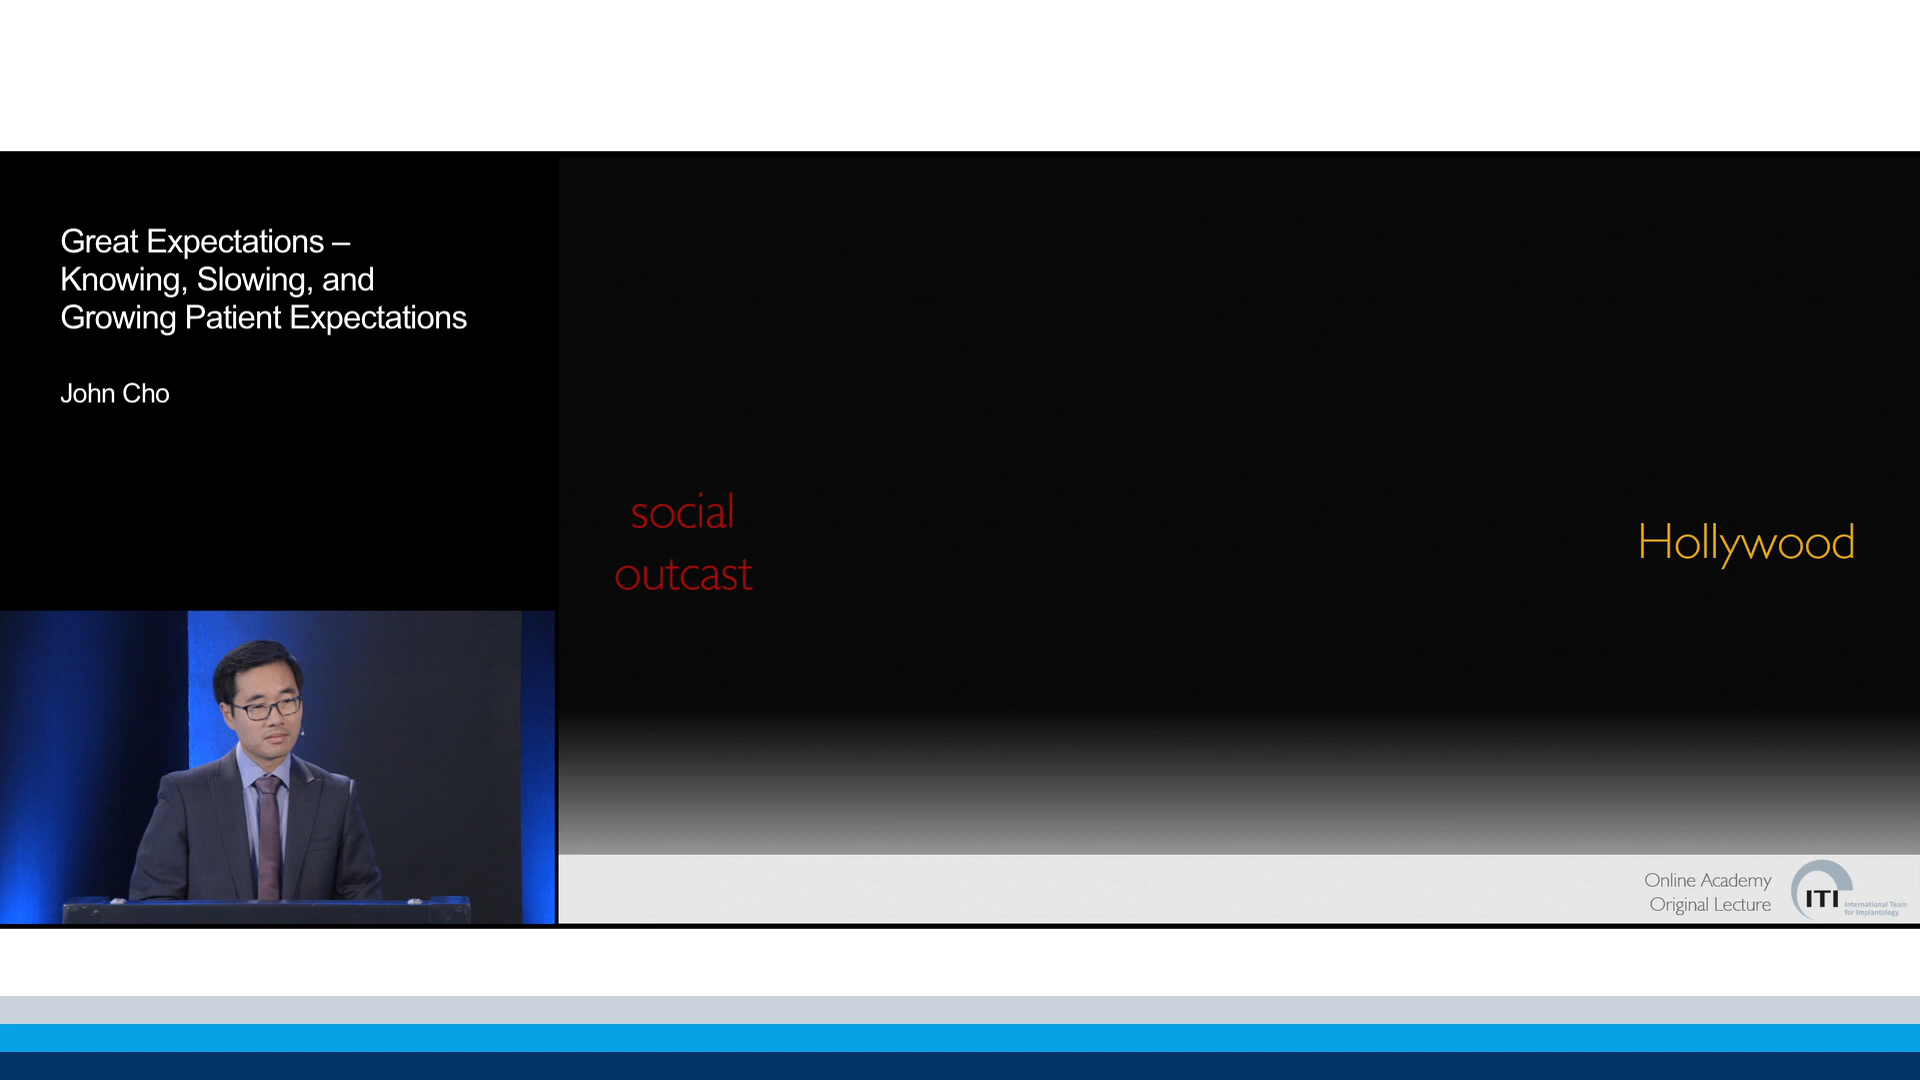 Great Expectations –
Knowing, Slowing, and
Growing Patient Expectations
John Cho
social
outcast
Hollywood
Online Academy
Original Lecture
ITI
International Team
for Implantology